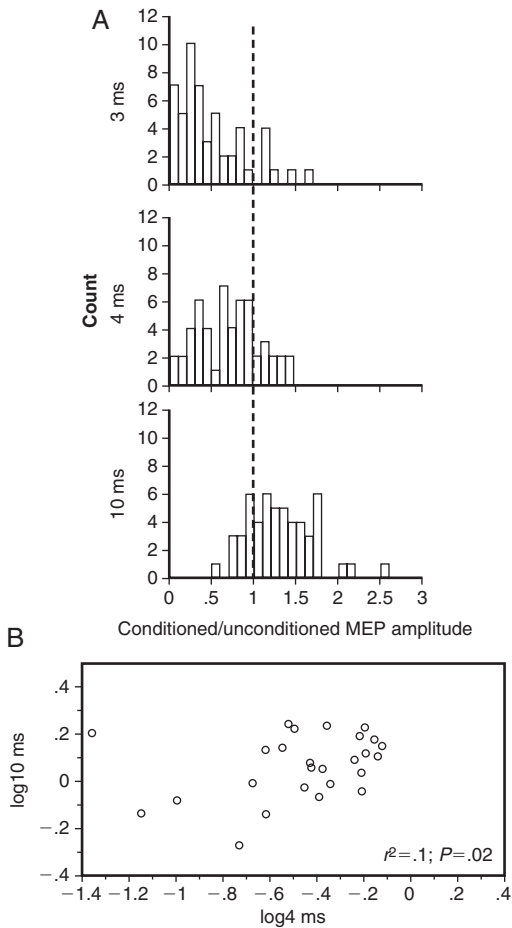 A
12
10
8
6
4
2
0
3 ms
12
10
8
6
4
2
0
Count
4 ms
12
10
8
6
4
2
0
10 ms
0 .5 1 1.5 2 2.5 3
Conditioned/unconditioned MEP amplitude
B
.4
.2
0
−.2
−.4
log10 ms
r²=.1; P=.02
−1.4 −1.2 −1 −.8 −.6 −.4 −.2 0 .2 .4
log4 ms